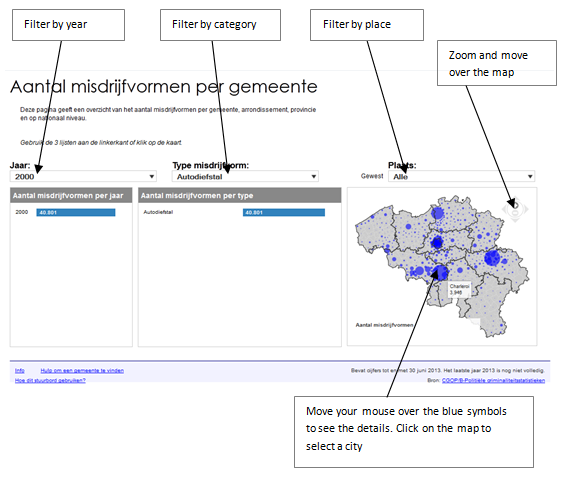 Filter by year
Filter by category
Filter by place
Zoom and move
over the map
Aantal misdrijfvormen per gemeente
Deze pagina geeft een overzicht van het aantal misdrijfvormen per gemeente, arrondissement, provincie
en op nationaal niveau.
Gebruik de 3 lijsten aan de linkerkant of klik op de kaart.
Jaar:
2000
Type misdrijfvorm:
Autodiefstal
Plaats:
Gewest
Alle
Aantal misdrijfvormen per jaar
2000 40.801
Aantal misdrijfvormen per type
Autodiefstal 40.801
Charleroi
3.946
Aantal misdrijfvormen
Info
Hulp om een gemeente te vinden
Hoe dit stuurbord gebruiken?
Bevat cijfers tot en met 30 juni 2013. Het laatste jaar 2013 is nog niet volledig.
Bron: CGOP/B-Politiële criminaliteitsstatistieken
Move your mouse over the blue symbols
to see the details. Click on the map to
select a city